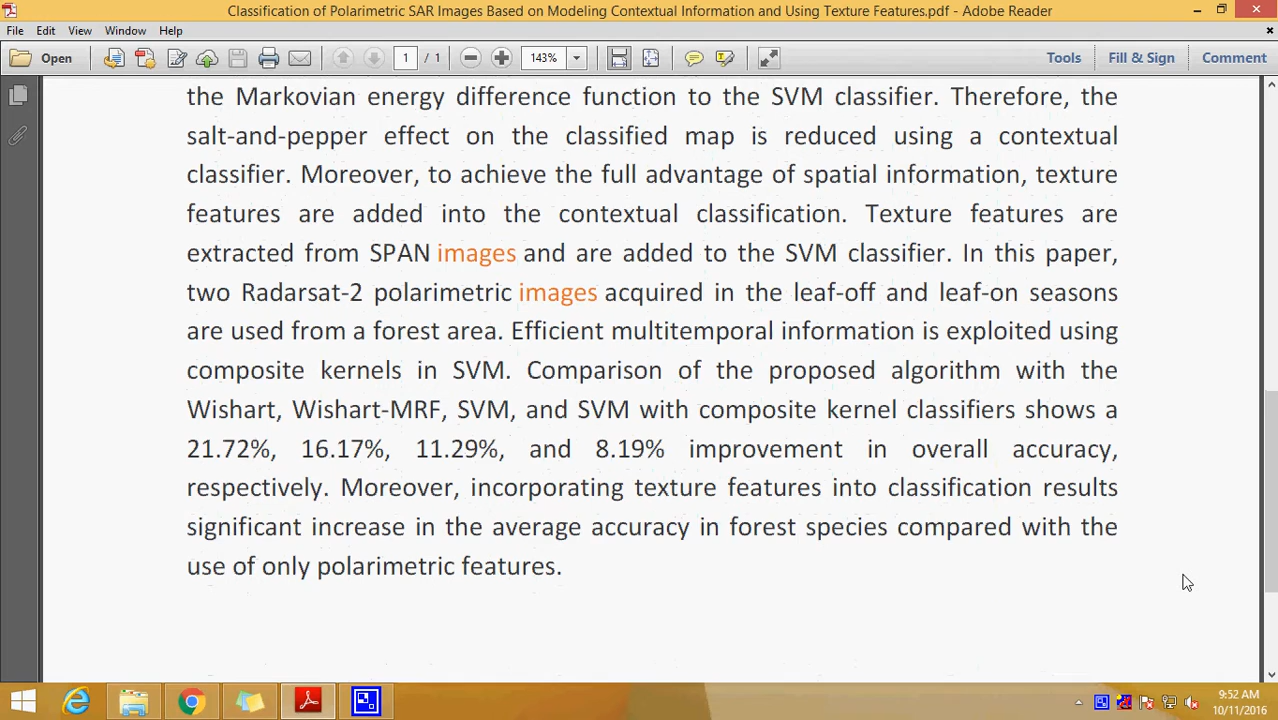 Classification of Polarimetric SAR Images Based on Modeling Contextual Information and Using Texture Features.pdf - Adobe Reader
File Edit View Window Help
Open 1 / 1 143% Tools Fill & Sign Comment
the Markovian energy difference function to the SVM classifier. Therefore, the
salt-and-pepper effect on the classified map is reduced using a contextual
classifier. Moreover, to achieve the full advantage of spatial information, texture
features are added into the contextual classification. Texture features are
extracted from SPAN images and are added to the SVM classifier. In this paper,
two Radarsat-2 polarimetric images acquired in the leaf-off and leaf-on seasons
are used from a forest area. Efficient multitemporal information is exploited using
composite kernels in SVM. Comparison of the proposed algorithm with the
Wishart, Wishart-MRF, SVM, and SVM with composite kernel classifiers shows a
21.72%, 16.17%, 11.29%, and 8.19% improvement in overall accuracy,
respectively. Moreover, incorporating texture features into classification results
significant increase in the average accuracy in forest species compared with the
use of only polarimetric features.
9:52 AM
10/11/2016